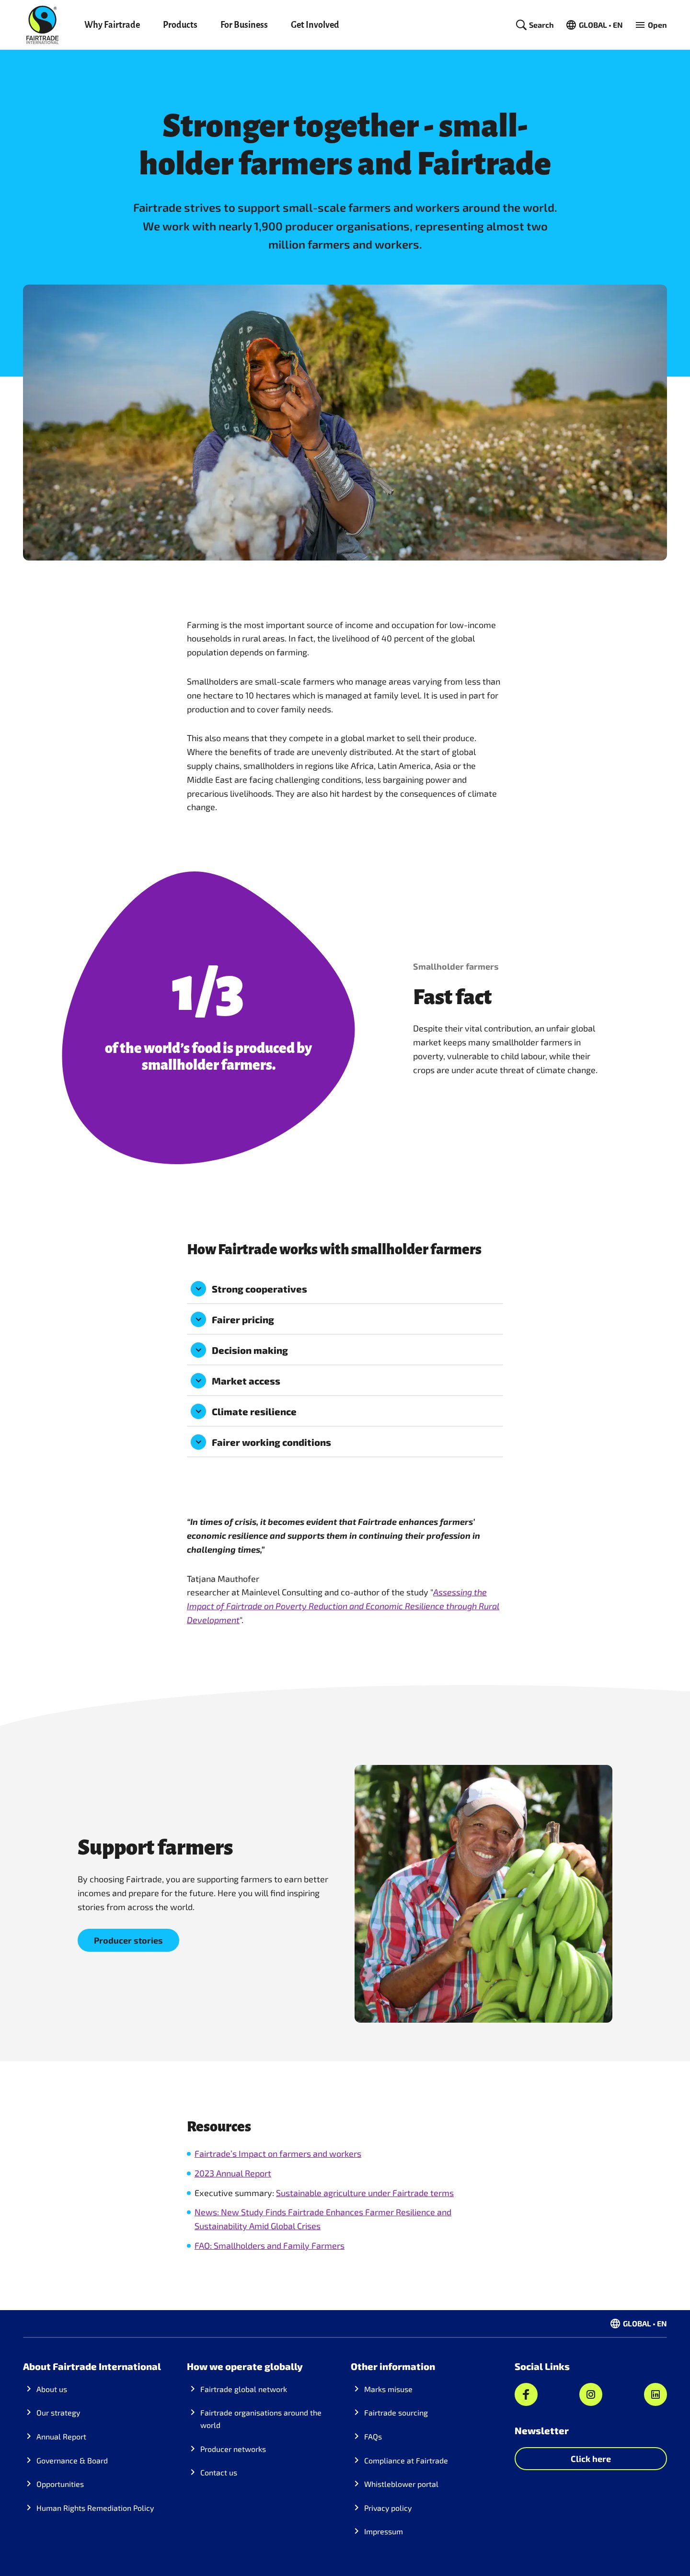 FAIRTRADE
INTERNATIONAL
Why Fairtrade
Products
For Business
Get Involved
Search
GLOBAL • EN
Open
Stronger together - small-
holder farmers and Fairtrade
Fairtrade strives to support small-scale farmers and workers around the world.
We work with nearly 1,900 producer organisations, representing almost two
million farmers and workers.
Farming is the most important source of income and occupation for low-income
households in rural areas. In fact, the livelihood of 40 percent of the global
population depends on farming.
Smallholders are small-scale farmers who manage areas varying from less than
one hectare to 10 hectares which is managed at family level. It is used in part for
production and to cover family needs.
This also means that they compete in a global market to sell their produce.
Where the benefits of trade are unevenly distributed. At the start of global
supply chains, smallholders in regions like Africa, Latin America, Asia or the
Middle East are facing challenging conditions, less bargaining power and
precarious livelihoods. They are also hit hardest by the consequences of climate
change.
1/3
of the world's food is produced by
smallholder farmers.
Smallholder farmers
Fast fact
Despite their vital contribution, an unfair global
market keeps many smallholder farmers in
poverty, vulnerable to child labour, while their
crops are under acute threat of climate change.
How Fairtrade works with smallholder farmers
Strong cooperatives
Fairer pricing
Decision making
Market access
Climate resilience
Fairer working conditions
“In times of crisis, it becomes evident that Fairtrade enhances farmers’
economic resilience and supports them in continuing their profession in
challenging times,”
Tatjana Mauthofer
researcher at Mainlevel Consulting and co-author of the study “Assessing the
Impact of Fairtrade on Poverty Reduction and Economic Resilience through Rural
Development“.
Support farmers
By choosing Fairtrade, you are supporting farmers to earn better
incomes and prepare for the future. Here you will find inspiring
stories from across the world.
Producer stories
Resources
Fairtrade’s Impact on farmers and workers
2023 Annual Report
Executive summary: Sustainable agriculture under Fairtrade terms
News: New Study Finds Fairtrade Enhances Farmer Resilience and
Sustainability Amid Global Crises
FAQ: Smallholders and Family Farmers
GLOBAL • EN
About Fairtrade International
About us
Our strategy
Annual Report
Governance & Board
Opportunities
Human Rights Remediation Policy
How we operate globally
Fairtrade global network
Fairtrade organisations around the
world
Producer networks
Contact us
Other information
Marks misuse
Fairtrade sourcing
FAQs
Compliance at Fairtrade
Whistleblower portal
Privacy policy
Impressum
Social Links
Newsletter
Click here